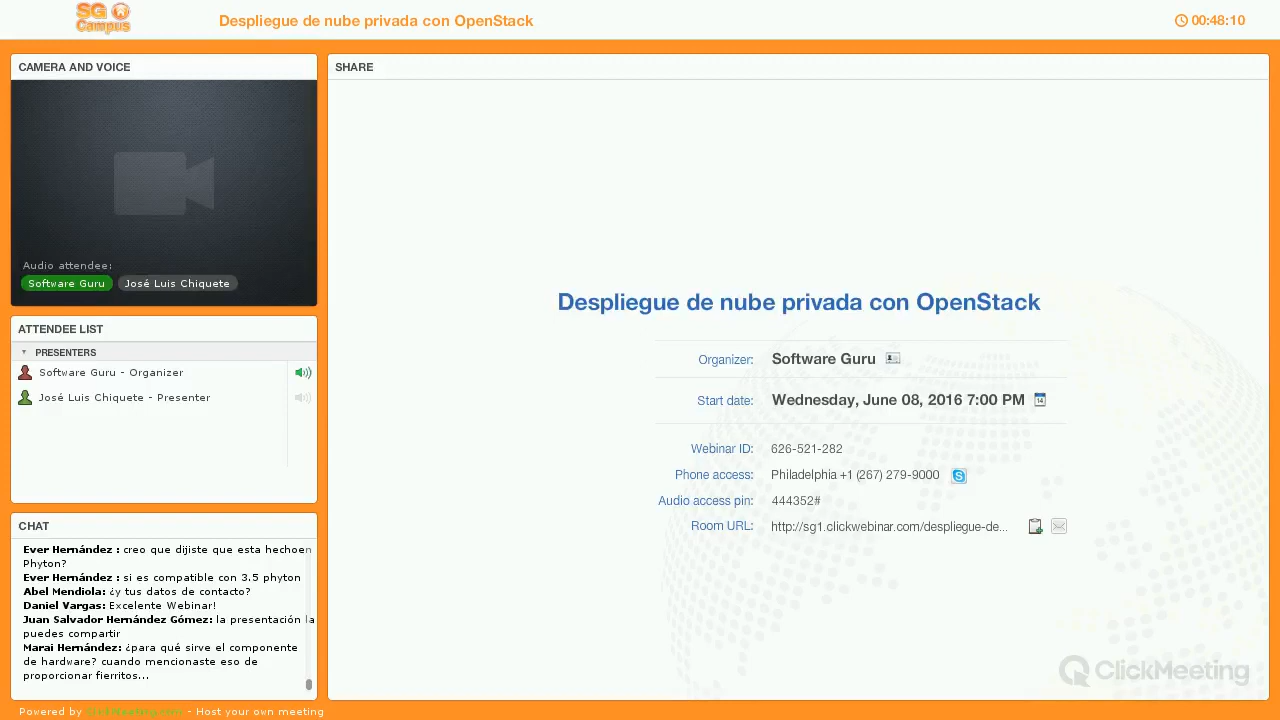 SG
Campus
Despliegue de nube privada con OpenStack
00:48:10
CAMERA AND VOICE
Audio attendee:
Software Guru
José Luis Chiquete
ATTENDEE LIST
PRESENTERS
Software Guru - Organizer
José Luis Chiquete - Presenter
CHAT
Ever Hernández : creo que dijiste que esta hechoen
Phyton?
Ever Hernández : si es compatible con 3.5 phyton
Abel Mendiola: ¿y tus datos de contacto?
Daniel Vargas: Excelente Webinar!
Juan Salvador Hernández Gómez: la presentación la
puedes compartir
Marai Hernández: ¿para qué sirve el componente
de hardware? cuando mencionaste eso de
proporcionar fierritos...
Powered by ClickMeeting.com - Host your own meeting
SHARE
Despliegue de nube privada con OpenStack
Organizer: Software Guru
Start date: Wednesday, June 08, 2016 7:00 PM
14
Webinar ID: 626-521-282
Phone access: Philadelphia +1 (267) 279-9000
Audio access pin: 444352#
Room URL: http://sg1.clickwebinar.com/despliegue-de...
ClickMeeting